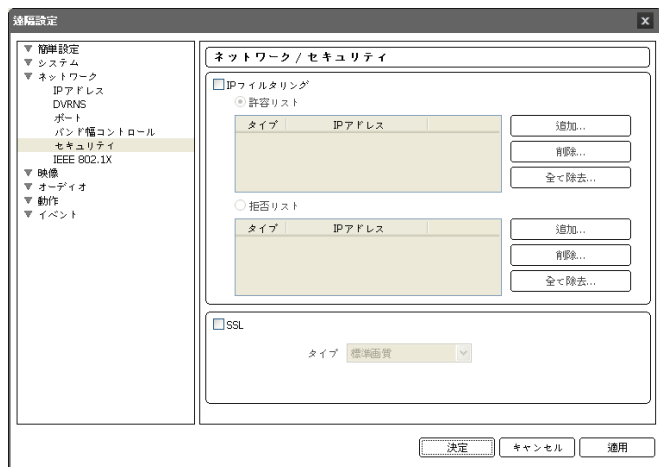 遠隔設定
簡単設定
システム
ネットワーク
IPアドレス
DVRNS
ポート
バンド幅コントロール
セキュリティ
IEEE 802.1X
映像
オーディオ
動作
イベント
ネットワーク / セキュリティ
IPフィルタリング
許容リスト
タイプ IPアドレス
追加...
削除...
全て除去...
拒否リスト
タイプ IPアドレス
追加...
削除...
全て除去...
SSL
タイプ 標準画質
決定 キャンセル 適用